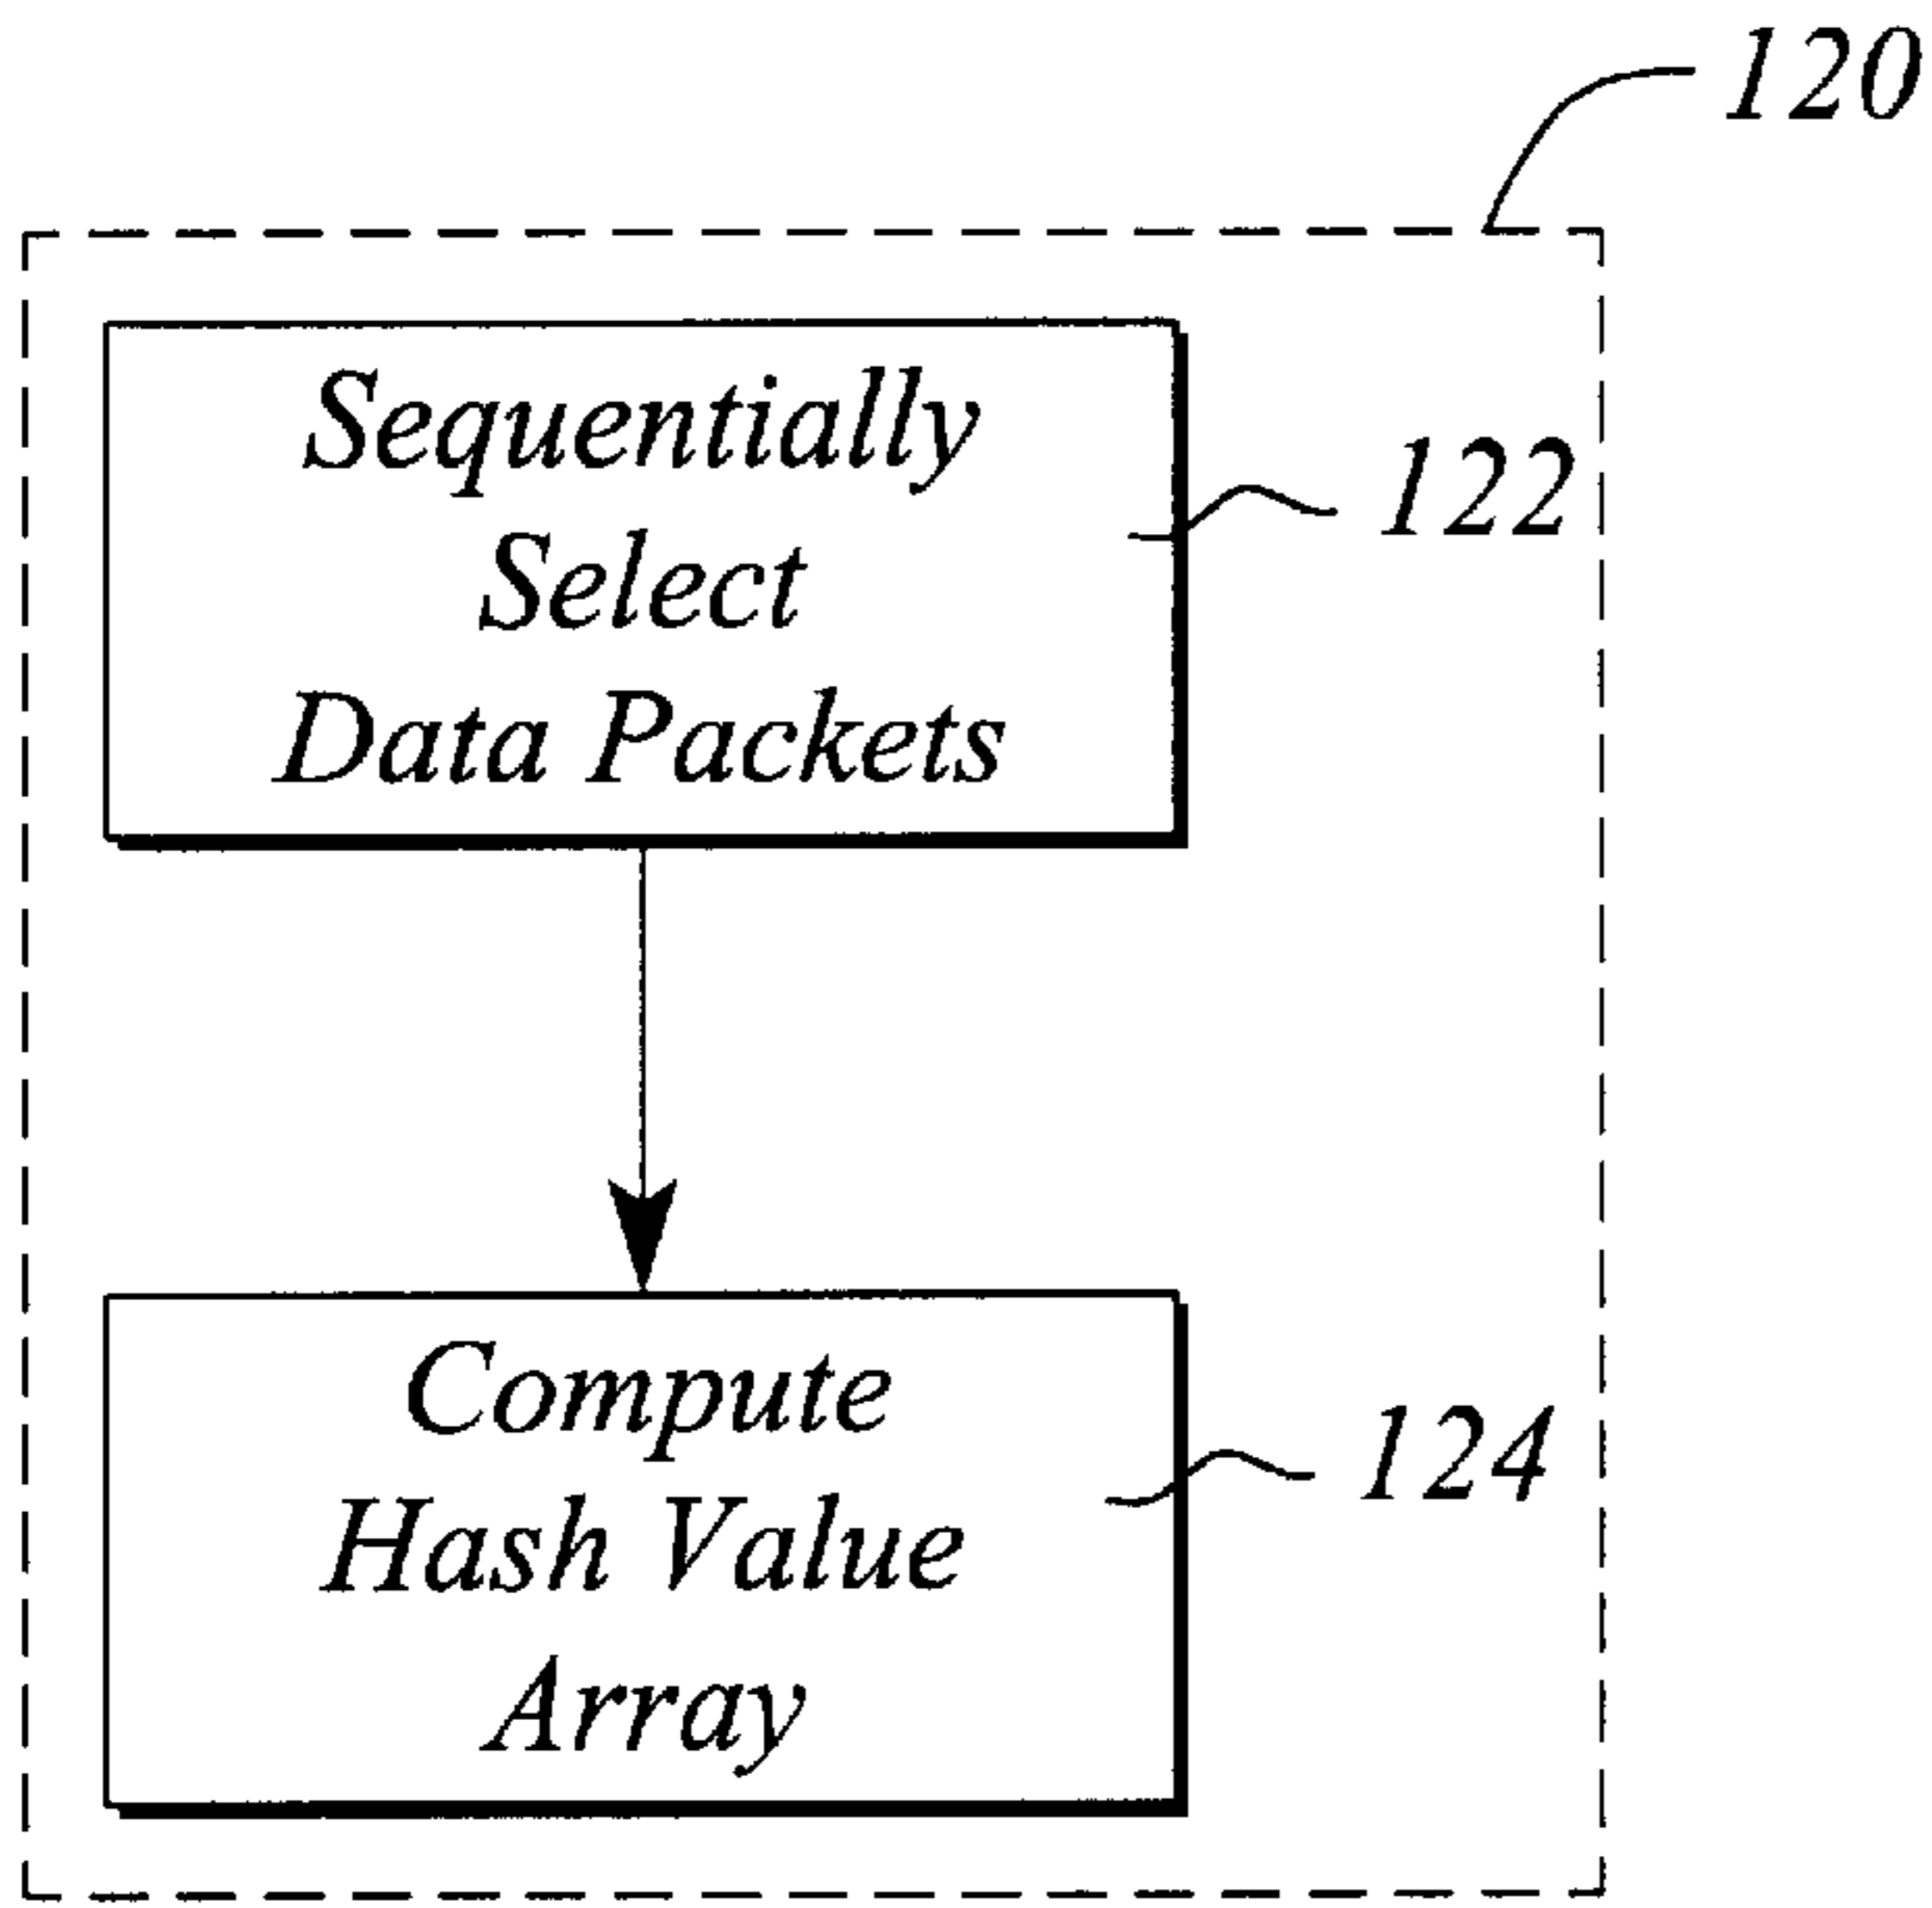 120
Sequentially
Select
Data Packets
122
Compute
Hash Value
Array
124